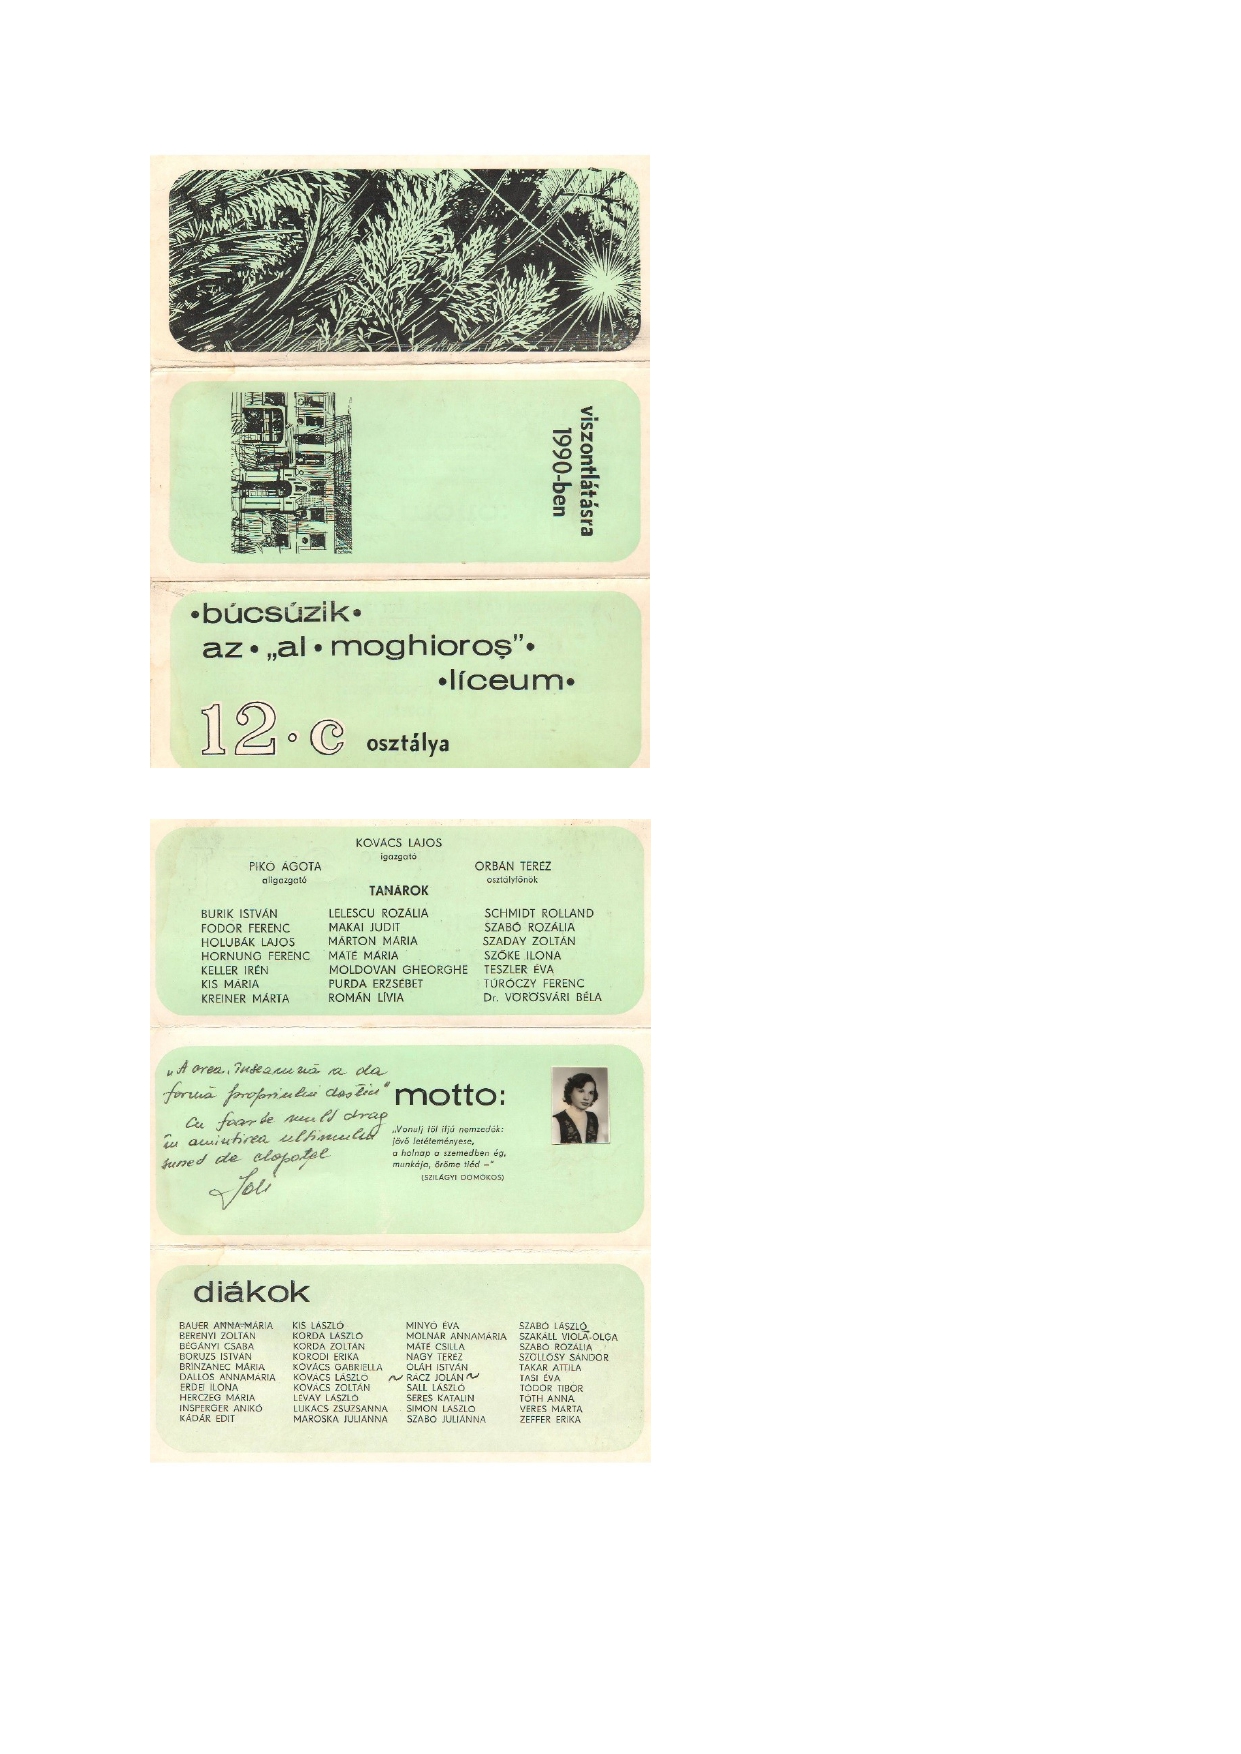 viszontlátásra
1990-ben
•búcsúzik•
az • „al • moghioroş”•
•líceum•
12 · c osztálya
KOVÁCS LAJOS
igazgató
PIKÓ ÁGOTA
aligazgató
ORBÁN TERÉZ
osztályfőnök
TANÁROK
BURIK ISTVÁN
FODOR FERENC
HOLUBÁK LAJOS
HORNUNG FERENC
KELLER IRÉN
KIS MÁRIA
KREINER MÁRTA
LELESCU ROZÁLIA
MAKAI JUDIT
MÁRTON MÁRIA
MÁTÉ MÁRIA
MOLDOVAN GHEORGHE
PURDA ERZSÉBET
ROMÁN LÍVIA
SCHMIDT ROLLAND
SZABÓ ROZÁLIA
SZADAY ZOLTÁN
SZŐKE ILONA
TESZLER ÉVA
TÜRÓCZY FERENC
Dr. VÖRÖSVÁRI BÉLA
„A crea, înseamnă a da
formă propriului destin”
Cu foarte mult drag
în amintirea ultimului
sunet de clopoțel
Joli
motto:
„Vonulj föl ifjú nemzedék:
jövő letéteményese,
a holnap a szemedben ég,
munkája, öröme tiéd –”
(SZILÁGYI DOMOKOS)
diákok
BAUER ANNA-MÁRIA
BERÉNYI ZOLTÁN
BEGÁNYI CSABA
BORUZS ISTVÁN
BRINZANEC MÁRIA
DALLOS ANNAMÁRIA
ERDEI ILONA
HERCZEG MÁRIA
INSPERGER ANIKÓ
KÁDÁR EDIT
KIS LÁSZLÓ
KORDA LÁSZLÓ
KORDA ZOLTÁN
KORODI ERIKA
KOVÁCS GABRIELLA
KOVÁCS LÁSZLÓ
KOVÁCS ZOLTÁN
LÉVAY LÁSZLÓ
LUKÁCS ZSUZSANNA
MAROSKA JULIÁNNA
MINYÓ ÉVA
MOLNÁR ANNAMÁRIA
MÁTÉ CSILLA
NAGY TERÉZ
OLÁH ISTVÁN
RÁCZ JOLÁN
SALL LÁSZLÓ
SERES KATALIN
SIMON LÁSZLÓ
SZABÓ JULIÁNNA
SZABÓ LÁSZLÓ
SZAKÁLL VIOLA-OLGA
SZABÓ ROZÁLIA
SZŐLLŐSY SÁNDOR
TAKÁR ATTILA
TASI ÉVA
TÓDOR TIBOR
TÓTH ANNA
VERES MÁRTA
ZEFFER ERIKA